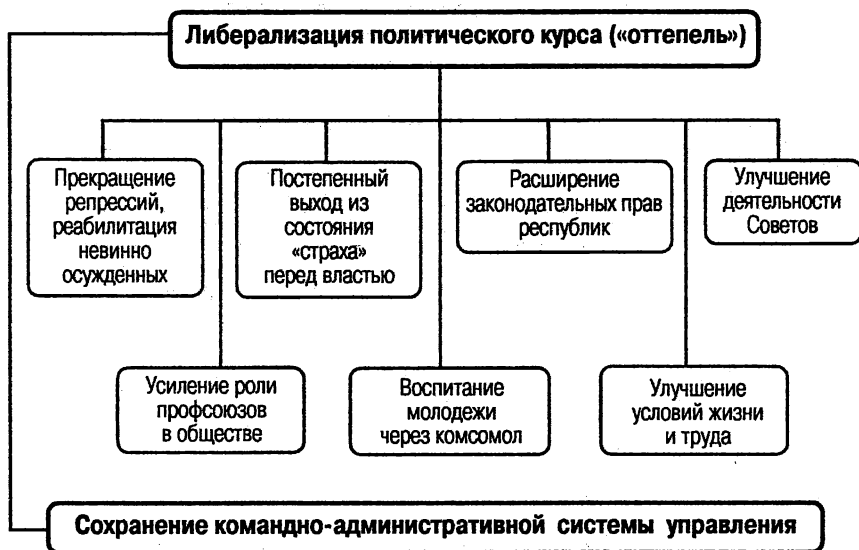 Либерализация политического курса («оттепель»)
Прекращение
репрессий,
реабилитация
невинно
осужденных
Постепенный
выход из
состояния
«страха»
перед властью
Расширение
законодательных прав
республик
Улучшение
деятельности
Советов
Усиление роли
профсоюзов
в обществе
Воспитание
молодежи
через комсомол
Улучшение
условий жизни
и труда
Сохранение командно-административной системы управления